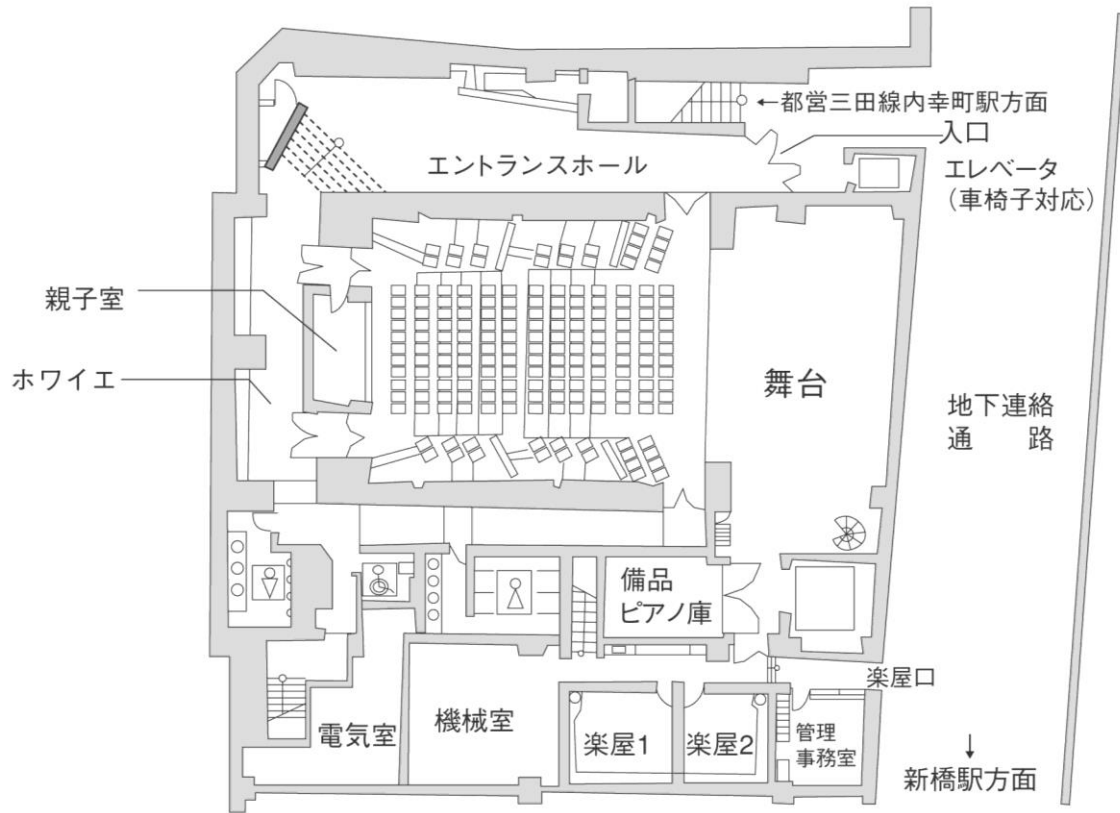 ←都営三田線内幸町駅方面
入口
エントランスホール
エレベータ
（車椅子対応）
親子室
ホワイエ
舞台
地下連絡
通　　路
備品
ピアノ庫
楽屋口
電気室
機械室
楽屋1
楽屋2
管理
事務室
↓
新橋駅方面